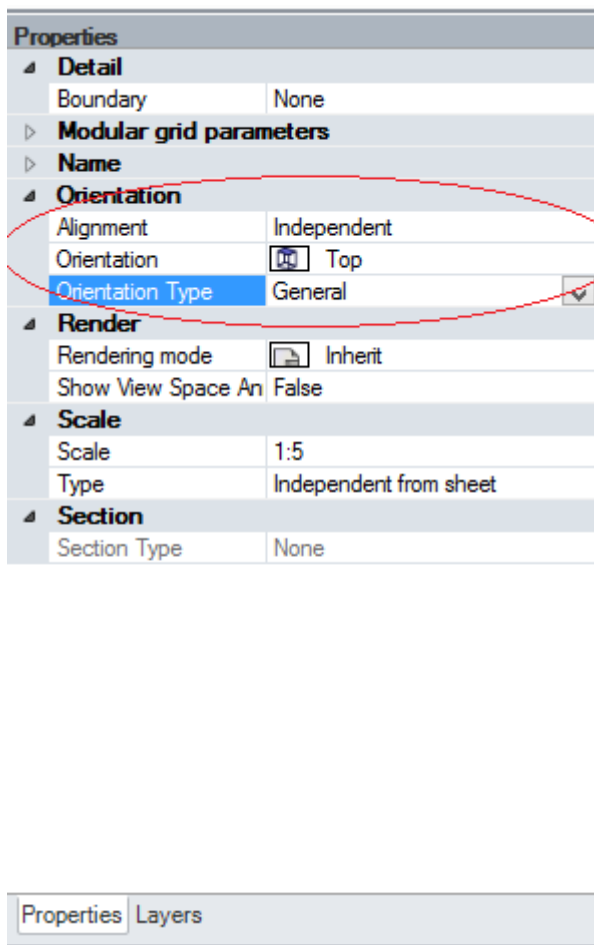 Properties
Detail
Boundary None
Modular grid parameters
Name
Orientation
Alignment Independent
Orientation Top
Orientation Type General
Render
Rendering mode Inherit
Show View Space An False
Scale
Scale 1:5
Type Independent from sheet
Section
Section Type None
Properties Layers